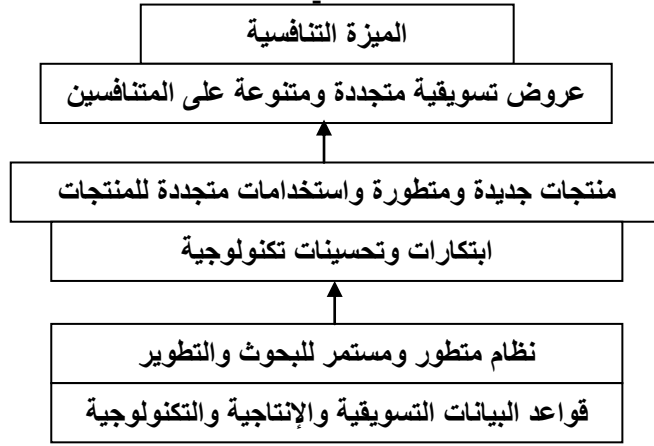 الميزة التنافسية
عروض تسويقية متجددة ومتنوعة على المتنافسين
منتجات جديدة ومتطورة واستخدامات متجددة للمنتجات
ابتكارات وتحسينات تكنولوجية
نظام متطور ومستمر للبحوث والتطوير
قواعد البيانات التسويقية والإنتاجية والتكنولوجية